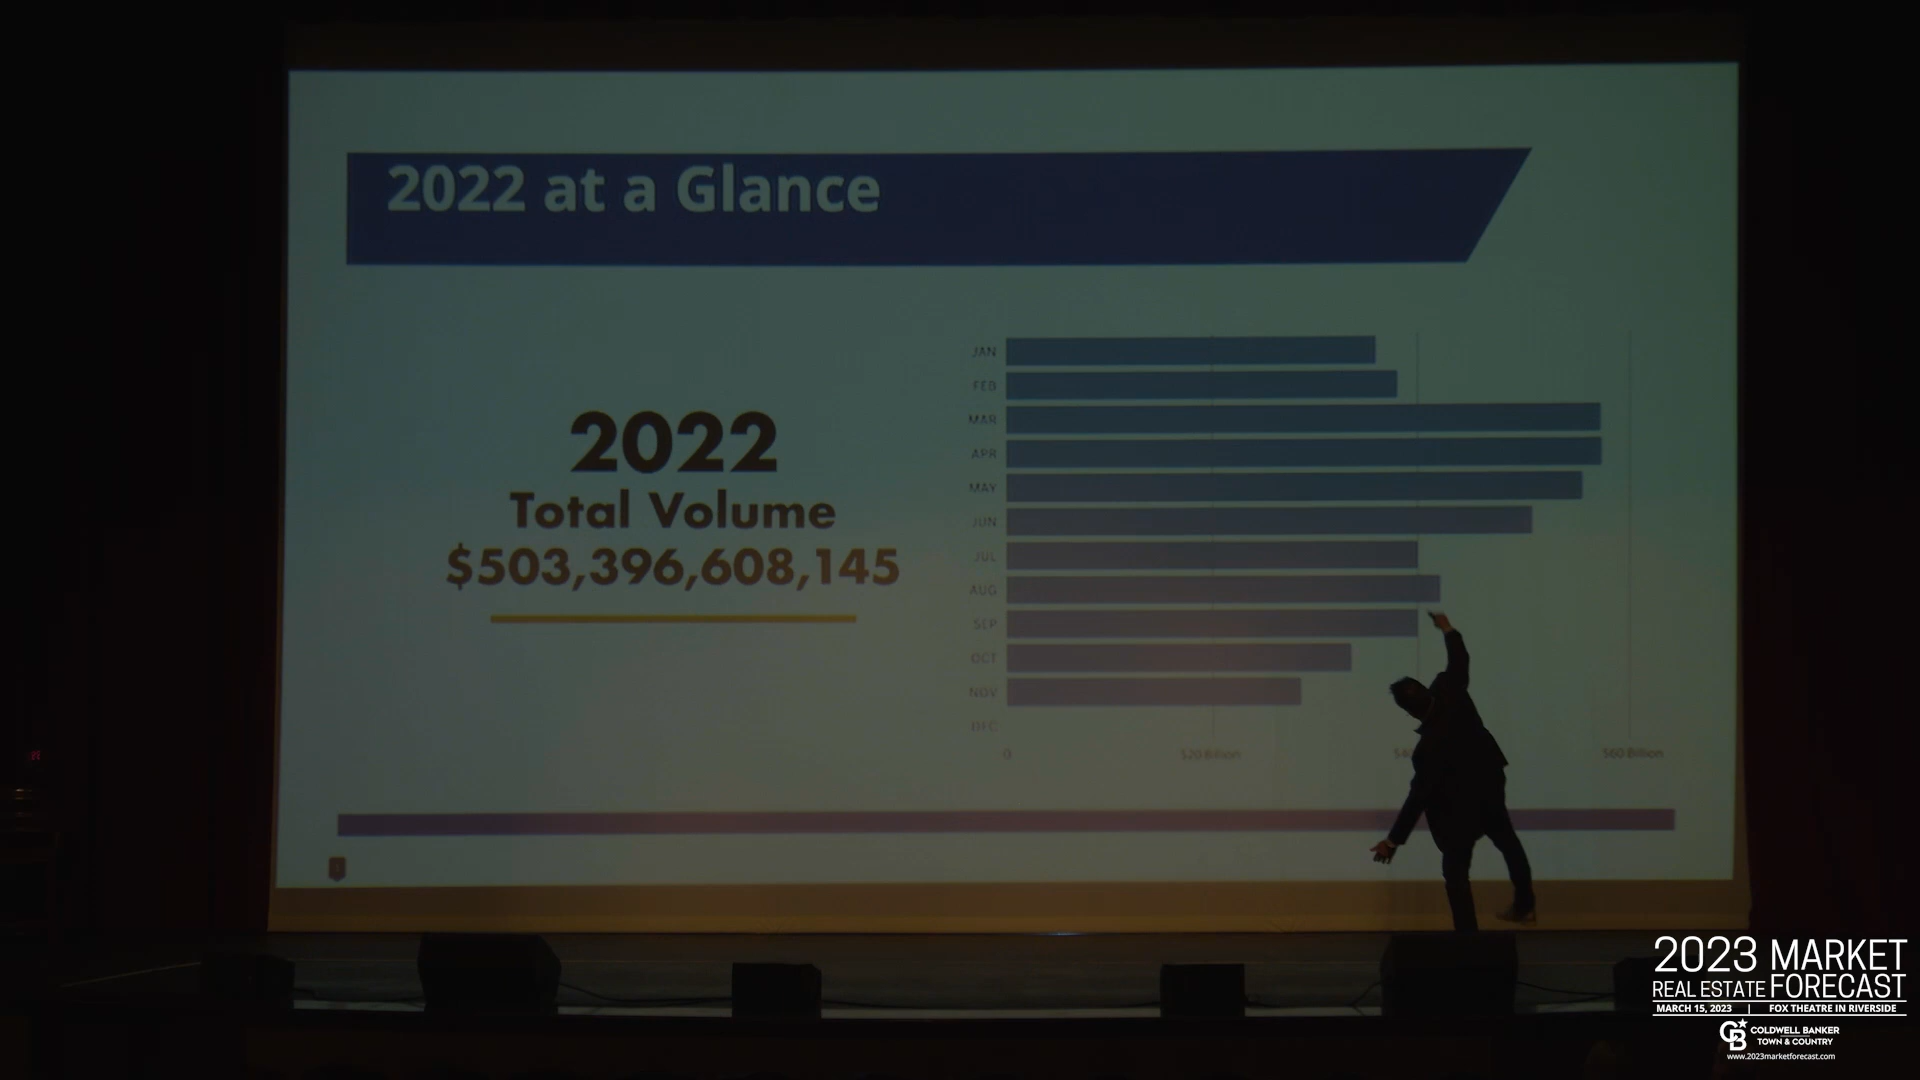 2022 at a Glance
2022
Total Volume
$503,396,608,145
JAN
FEB
MAR
APR
MAY
JUN
JUL
AUG
SEP
OCT
NOV
DEC
0 $20 Billion $60 Billion
2023 MARKET
REAL ESTATE FORECAST
MARCH 15, 2023 | FOX THEATRE IN RIVERSIDE
CB COLDWELL BANKER
TOWN & COUNTRY
www.2023marketforecast.com